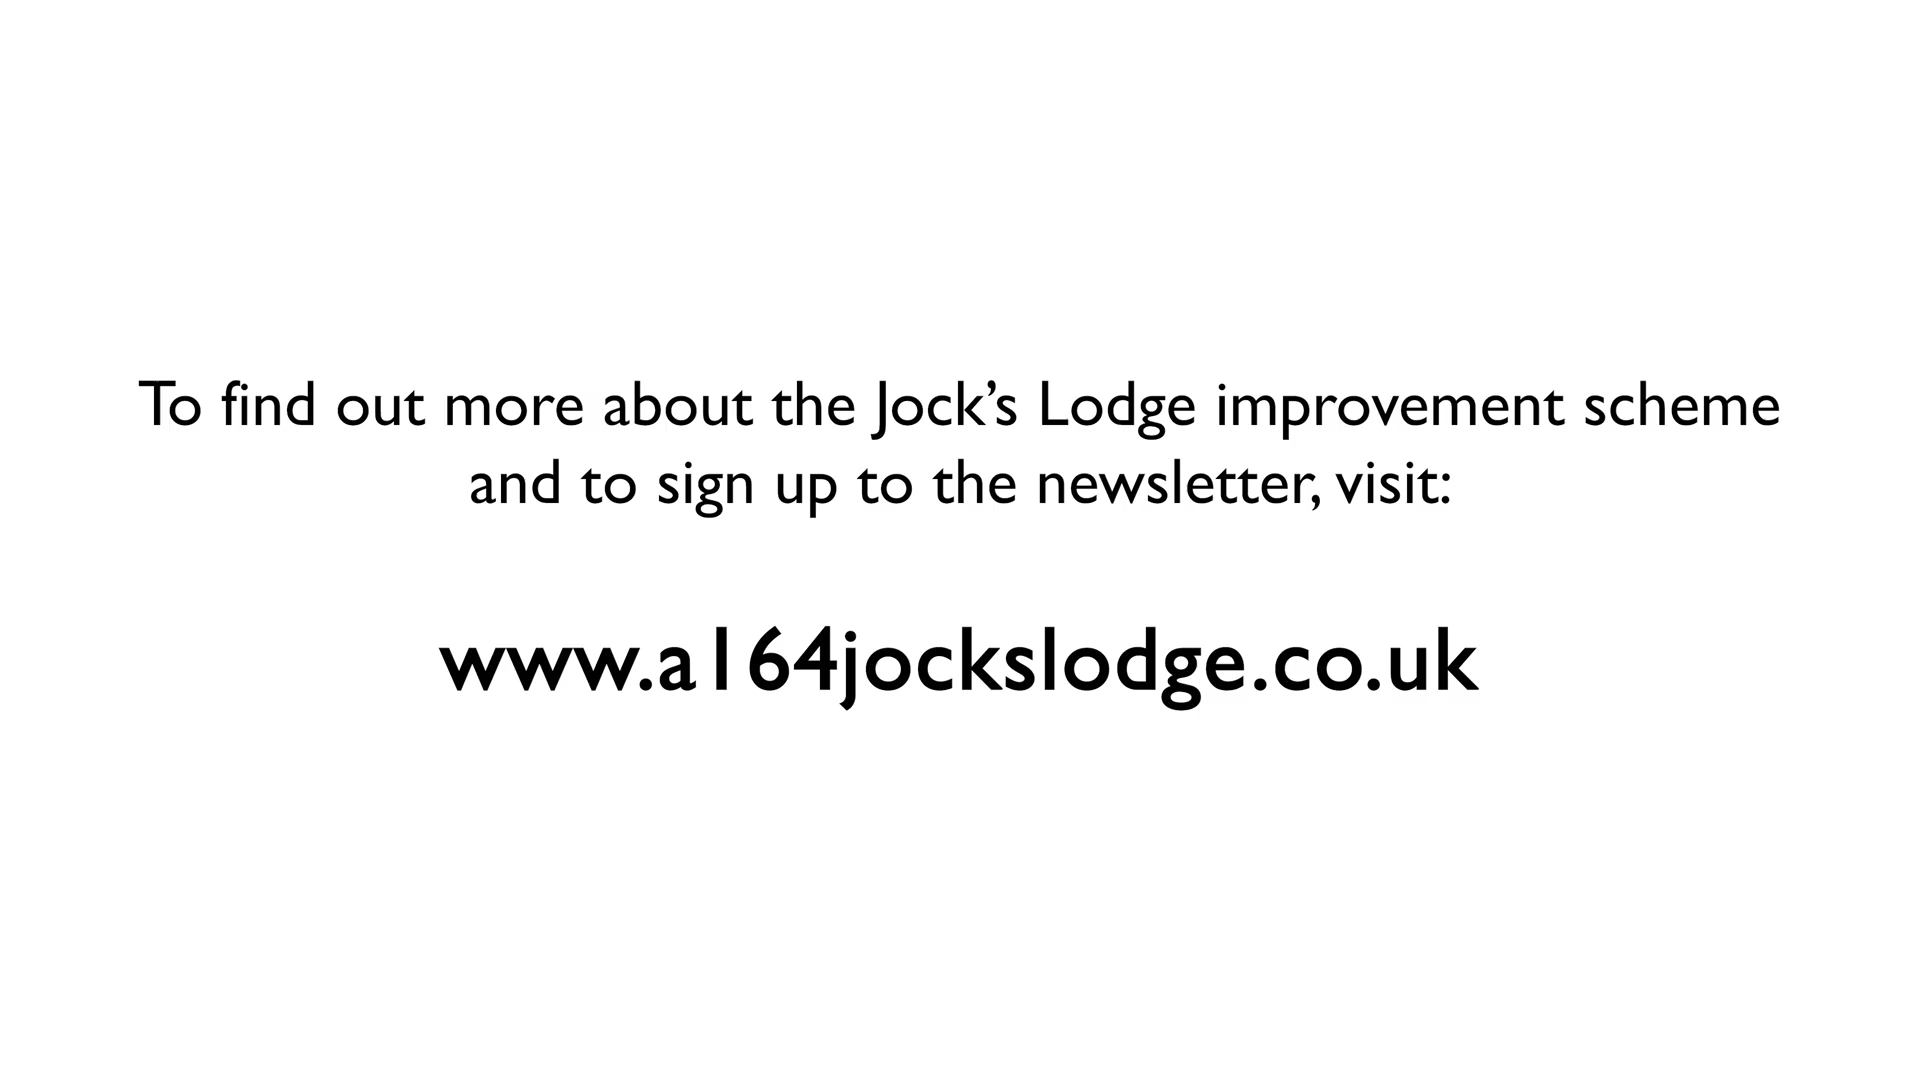 To find out more about the Jock’s Lodge improvement scheme
and to sign up to the newsletter, visit:
www.a164jockslodge.co.uk